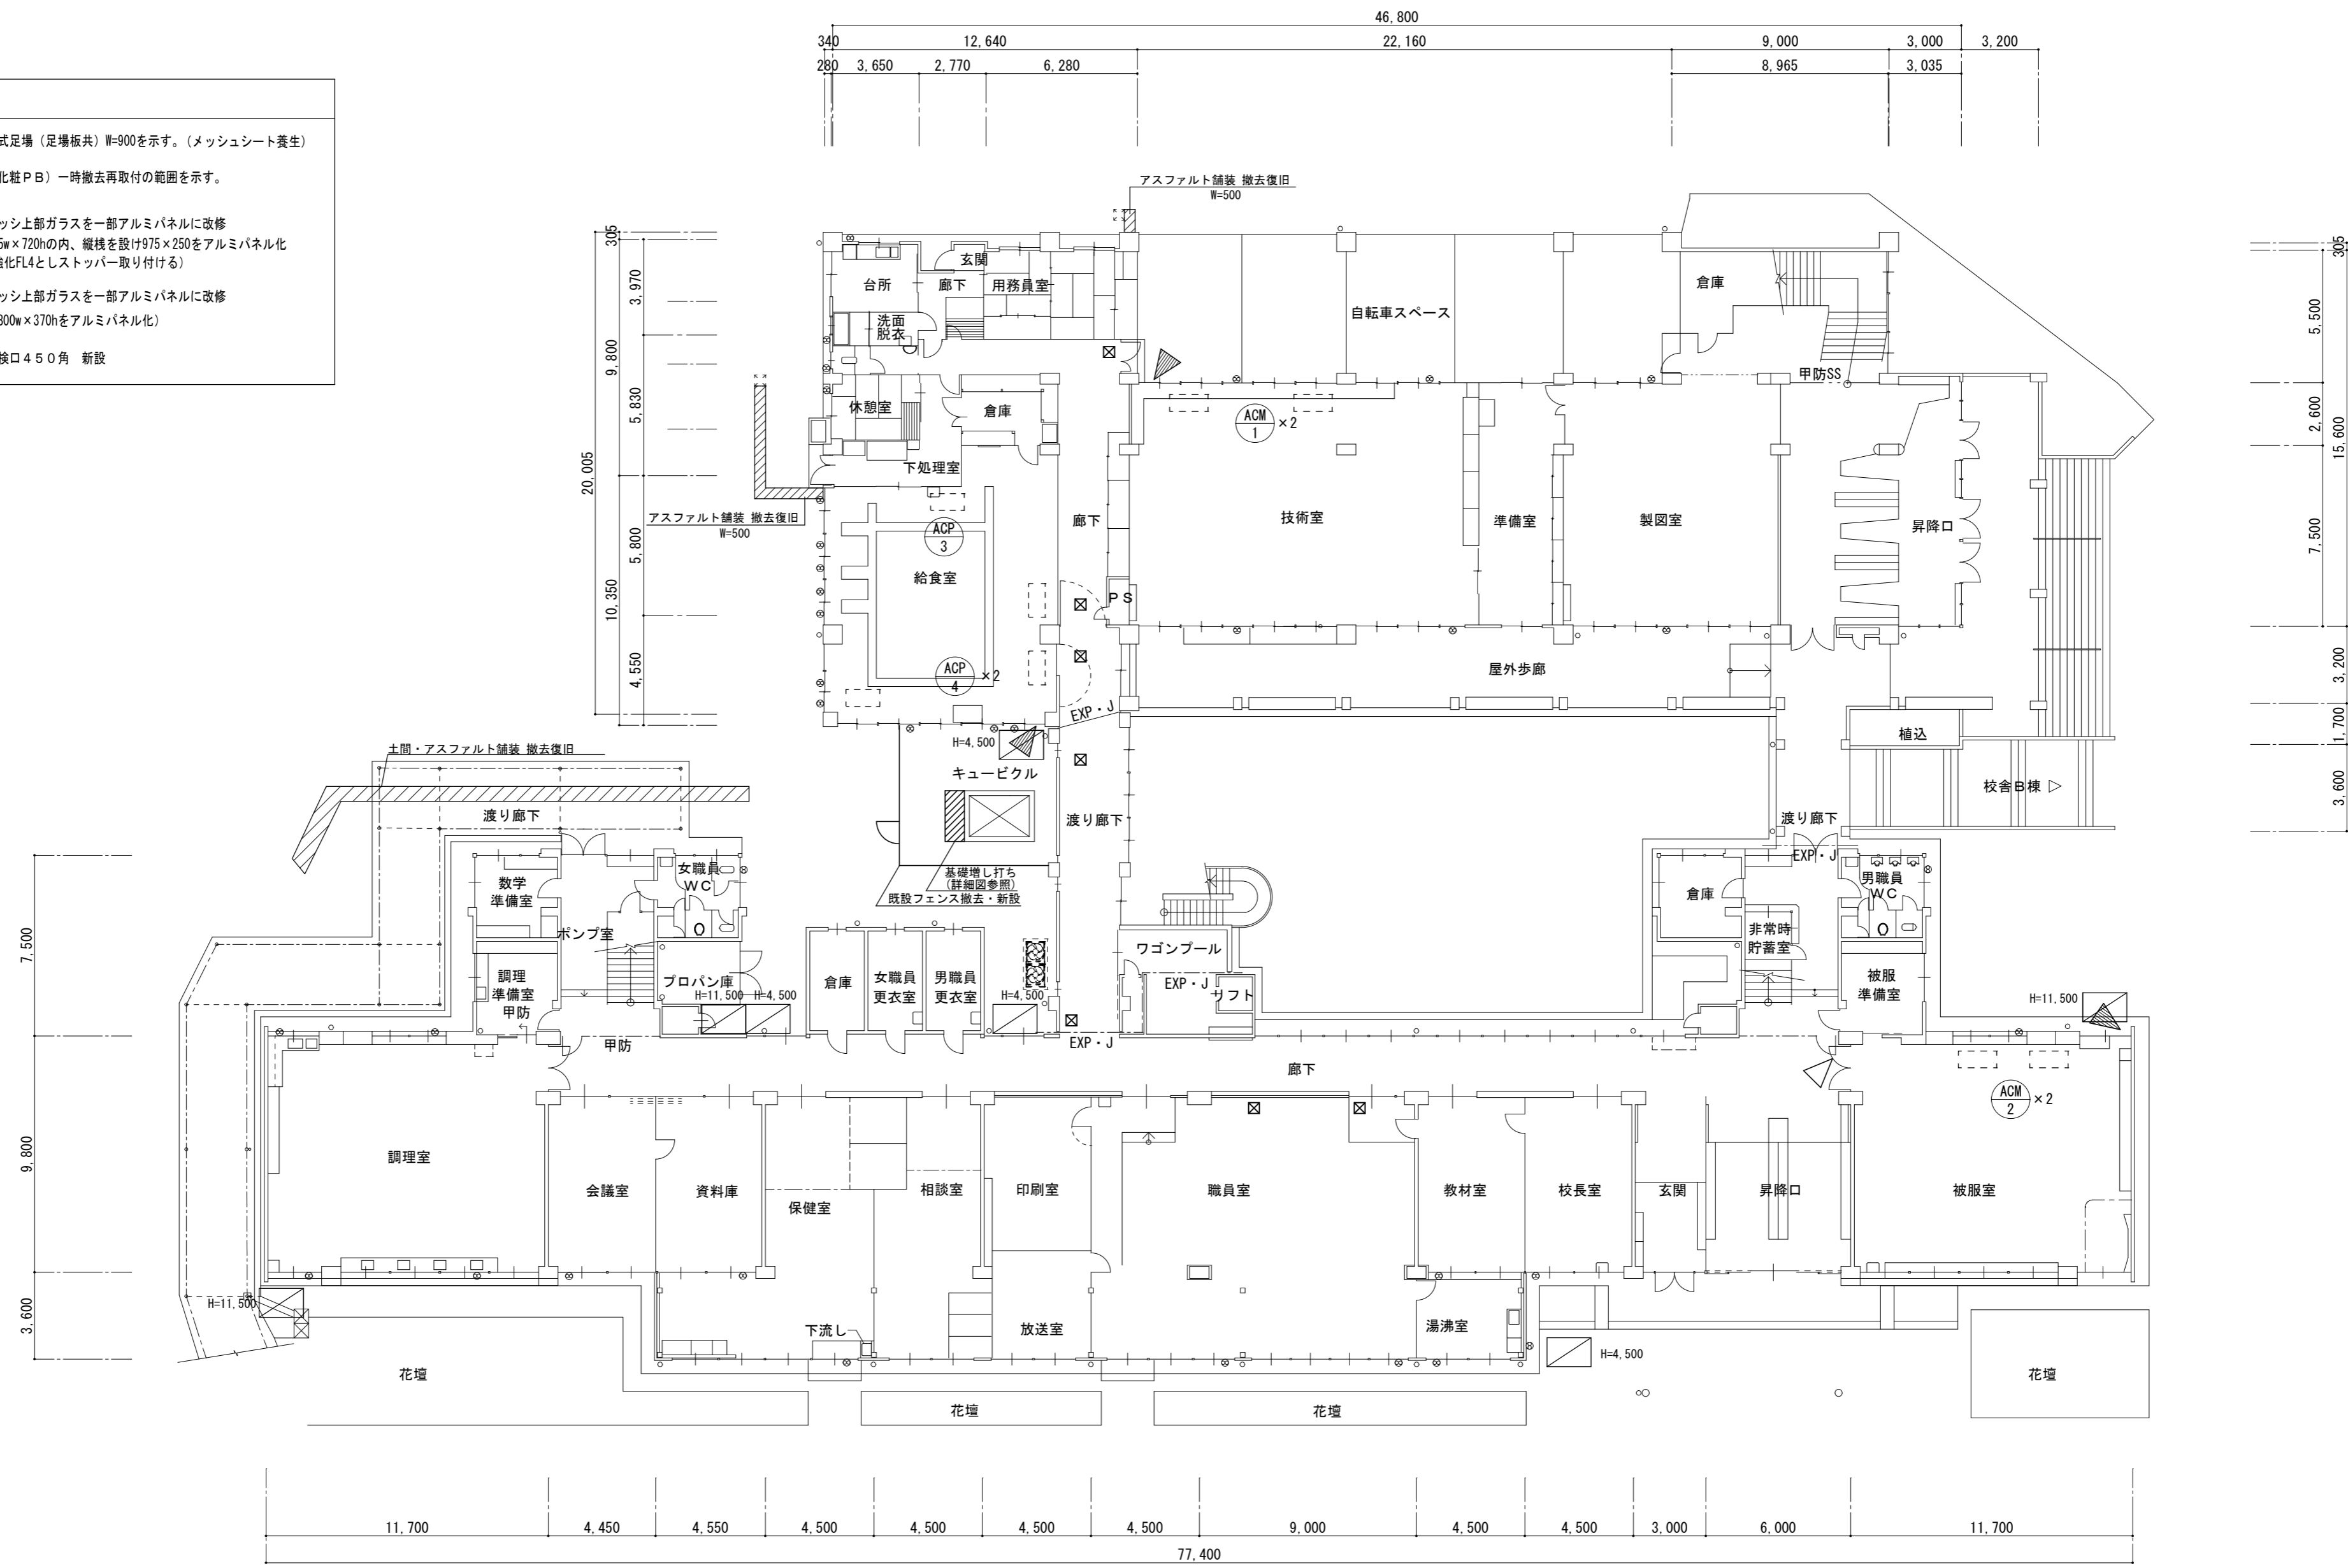 46,800
340
12,640
22,160
9,000
3,000
3,200
280
3,650
2,770
6,280
8,965
3,035
式足場（足場板共）W=900を示す。（メッシュシート養生）
化粧ＰＢ）一時撤去再取付の範囲を示す。
ッシ上部ガラスを一部アルミパネルに改修
5w×720hの内、縦桟を設け975×250をアルミパネル化
強化FL4としストッパー取り付ける）
ッシ上部ガラスを一部アルミパネルに改修
800w×370hをアルミパネル化）
検口４５０角　新設
アスファルト舗装 撤去復旧
W=500
305
3,970
9,800
5,830
20,005
5,800
10,350
4,550
305
5,500
2,600
15,600
7,500
3,200
1,700
3,600
玄関
台所
廊下
用務員室
洗面
脱衣
自転車スペース
倉庫
甲防SS
休憩室
倉庫
ACM
1
×2
下処理室
アスファルト舗装 撤去復旧
W=500
ACP
3
廊下
技術室
準備室
製図室
昇降口
給食室
ＰＳ
ACP
4
×2
屋外歩廊
EXP・J
H=4,500
植込
土間・アスファルト舗装 撤去復旧
キュービクル
校舎Ｂ棟 ▷
渡り廊下
渡り廊下
渡り廊下
EXP・J
女職員
ＷＣ
数学
準備室
基礎増し打ち
(詳細図参照)
既設フェンス撤去・新設
倉庫
男職員
ＷＣ
ポンプ室
非常時
貯蓄室
ワゴンプール
調理
準備室
甲防
プロパン庫
倉庫
女職員
更衣室
男職員
更衣室
EXP・J
リフト
被服
準備室
H=11,500
H=4,500
H=4,500
H=11,500
甲防
EXP・J
廊下
ACM
2
×2
調理室
会議室
資料庫
保健室
相談室
印刷室
職員室
教材室
校長室
玄関
昇降口
被服室
H=11,500
下流し
放送室
湯沸室
H=4,500
花壇
花壇
花壇
花壇
7,500
9,800
3,600
11,700
4,450
4,550
4,500
4,500
4,500
4,500
9,000
4,500
4,500
3,000
6,000
11,700
77,400